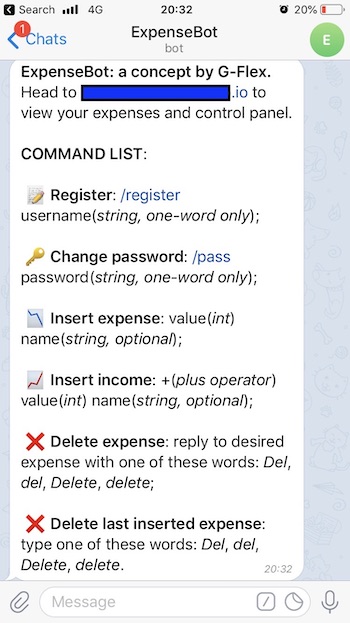 Search 4G 20:32 20%
1
Chats
ExpenseBot
bot
E
ExpenseBot: a concept by G-Flex.
Head to .io to
view your expenses and control panel.
COMMAND LIST:
Register: /register
username(string, one-word only);
Change password: /pass
password(string, one-word only);
Insert expense: value(int)
name(string, optional);
Insert income: +(plus operator)
value(int) name(string, optional);
Delete expense: reply to desired
expense with one of these words: Del,
del, Delete, delete;
Delete last inserted expense:
type one of these words: Del, del,
Delete, delete.
20:32
Message